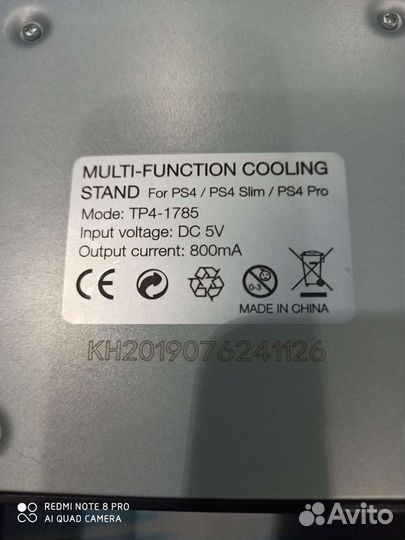 MULTI-FUNCTION COOLING
STAND For PS4 / PS4 Slim / PS4 Pro
Mode: TP4-1785
Input voltage: DC 5V
Output current: 800mA
CE
0-3
MADE IN CHINA
KH2019076241126
REDMI NOTE 8 PRO
AI QUAD CAMERA
Avito